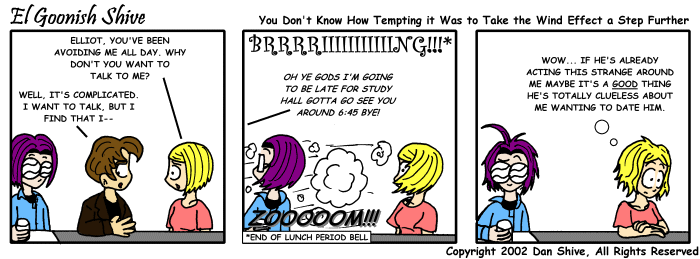 El Goonish Shive
You Don't Know How Tempting it Was to Take the Wind Effect a Step Further
ELLIOT, YOU'VE BEEN
AVOIDING ME ALL DAY. WHY
DON'T YOU WANT TO
TALK TO ME?
WELL, IT'S COMPLICATED.
I WANT TO TALK, BUT I
FIND THAT I--
BRRRRIIIIIIIIIIING!!!*
OH YE GODS I'M GOING
TO BE LATE FOR STUDY
HALL GOTTA GO SEE YOU
AROUND 6:45 BYE!
ZOOOOOM!!!
*END OF LUNCH PERIOD BELL
WOW... IF HE'S ALREADY
ACTING THIS STRANGE AROUND
ME MAYBE IT'S A GOOD THING
HE'S TOTALLY CLUELESS ABOUT
ME WANTING TO DATE HIM.
Copyright 2002 Dan Shive, All Rights Reserved